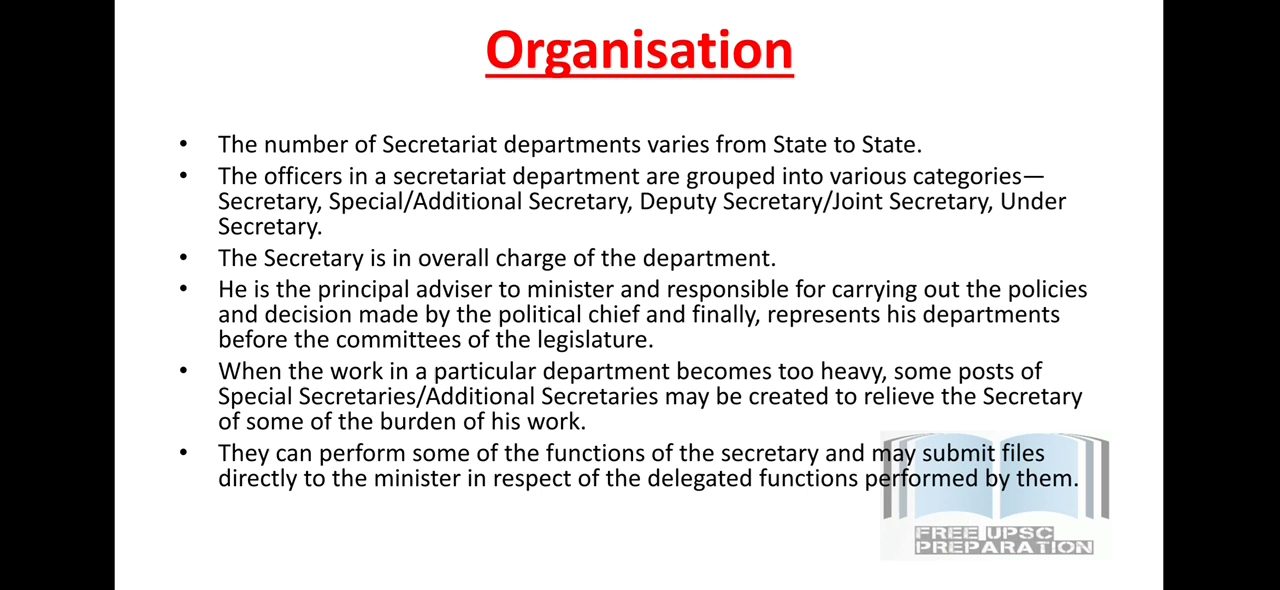 Organisation
• The number of Secretariat departments varies from State to State.
• The officers in a secretariat department are grouped into various categories—
Secretary, Special/Additional Secretary, Deputy Secretary/Joint Secretary, Under
Secretary.
• The Secretary is in overall charge of the department.
• He is the principal adviser to minister and responsible for carrying out the policies
and decision made by the political chief and finally, represents his departments
before the committees of the legislature.
• When the work in a particular department becomes too heavy, some posts of
Special Secretaries/Additional Secretaries may be created to relieve the Secretary
of some of the burden of his work.
• They can perform some of the functions of the secretary and may submit files
directly to the minister in respect of the delegated functions performed by them.
FREE UPSC
PREPARATION